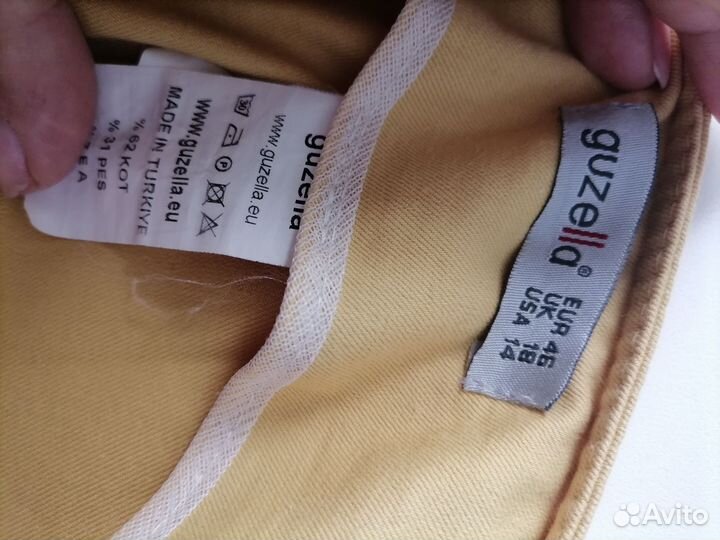 guzella
www.guzella.eu
www.guzella.eu
MADE IN TURKIYE
% 62 KOT
% 31 PES
guzella®
EUR 46
UK 18
USA 14
Avito